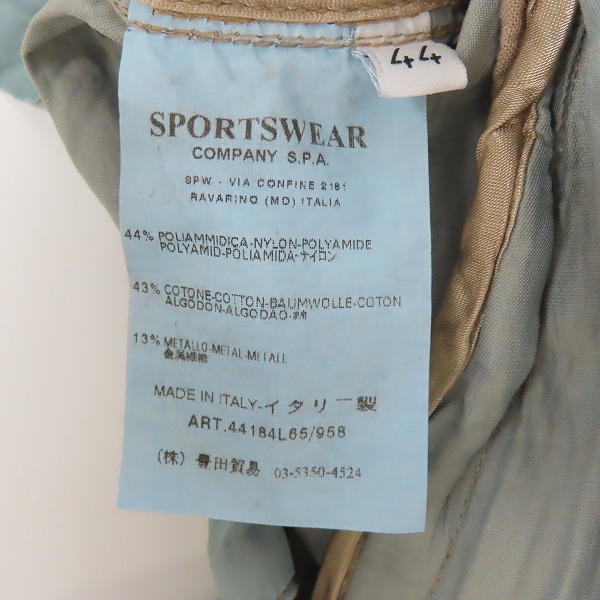 44
SPORTSWEAR
COMPANY S.P.A.
SPW - VIA CONFINE 2161
RAVARINO (MO) ITALIA
44% POLIAMMIDICA-NYLON-POLYAMIDE
POLYAMID-POLIAMIDA-ナイロン
43% COTONE-COTTON-BAUMWOLLE-COTON
ALGODON-ALGODAO-綿
13% METALLO-METAL-METALL
金属繊維
MADE IN ITALY-イタリー製
ART.44184L65/958
(株) 豊田貿易 03-5350-4524